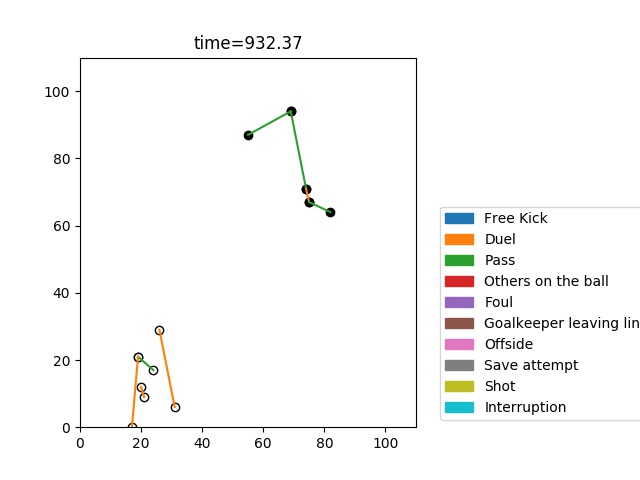 time=932.37
100
80
60
40
20
0
0 20 40 60 80 100
Free Kick
Duel
Pass
Others on the ball
Foul
Goalkeeper leaving lin
Offside
Save attempt
Shot
Interruption